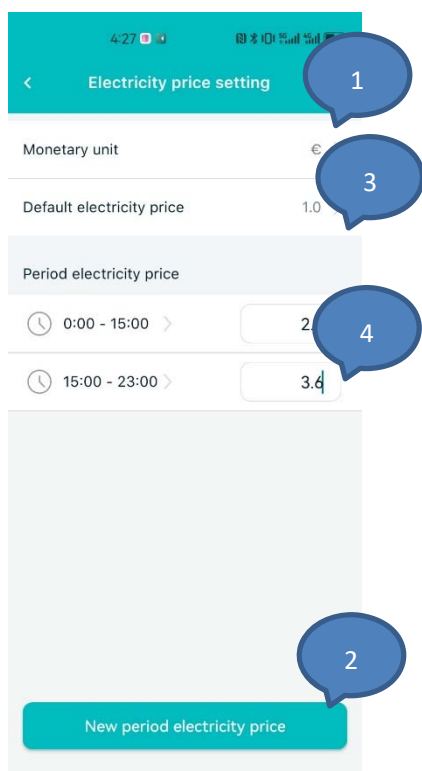 4:27
< Electricity price setting
1
Monetary unit €
3
Default electricity price 1.0
Period electricity price
0:00 - 15:00 > 2.
4
15:00 - 23:00 > 3.6
2
New period electricity price